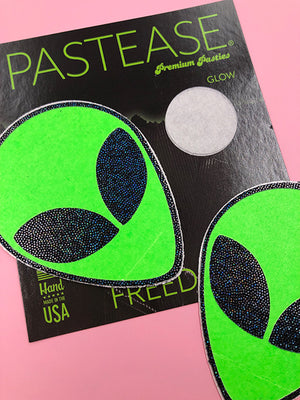 PASTEASE®
Premium Pasties
GLOW
Hand
MADE IN THE
USA
FREED